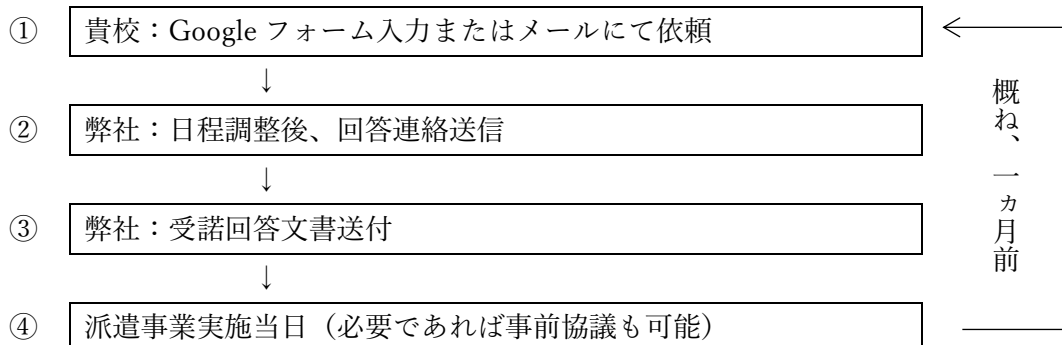 ① 貴校：Google フォーム入力またはメールにて依頼
↓
② 弊社：日程調整後、回答連絡送信
↓
③ 弊社：受諾回答文書送付
↓
④ 派遣事業実施当日（必要であれば事前協議も可能）
概ね、一ヵ月前